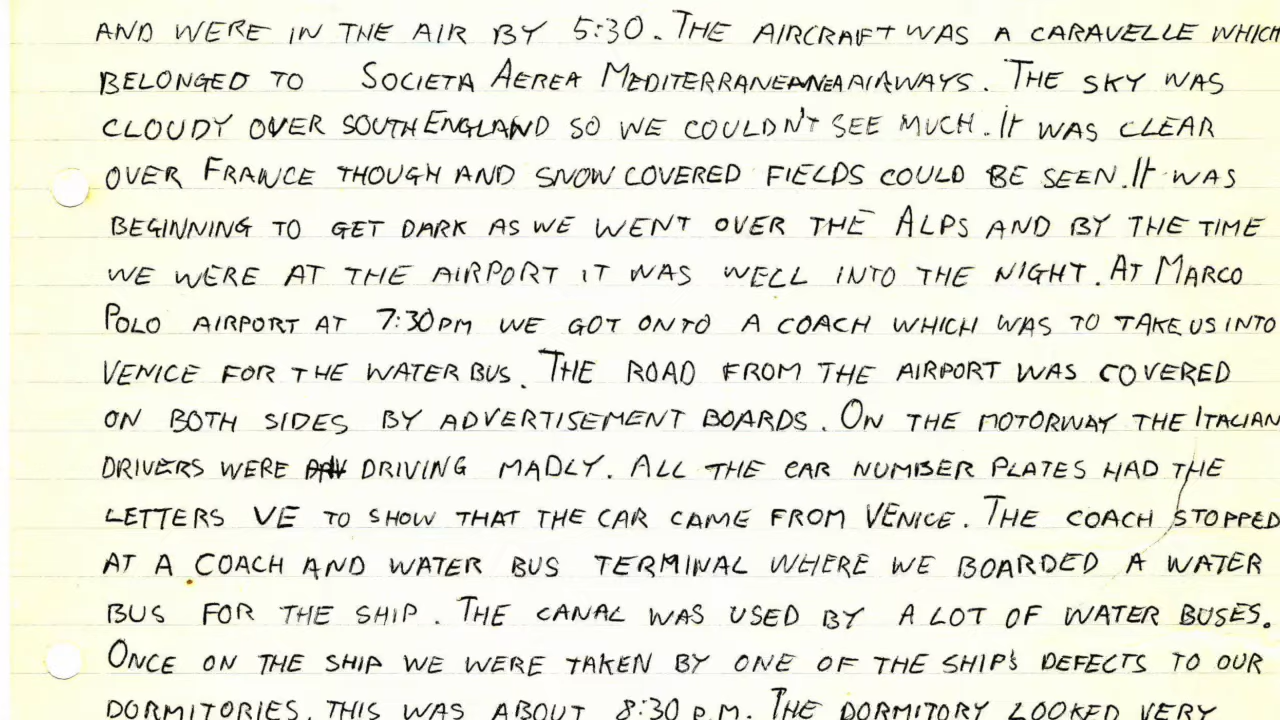 AND WERE IN THE AIR BY 5:30. THE AIRCRAFT WAS A CARAVELLE WHICH
BELONGED TO SOCIETA AEREA MEDITERRANEANEA AIRWAYS. THE SKY WAS
CLOUDY OVER SOUTH ENGLAND SO WE COULDN'T SEE MUCH. IT WAS CLEAR
OVER FRANCE THOUGH AND SNOW COVERED FIELDS COULD BE SEEN. IT WAS
BEGINNING TO GET DARK AS WE WENT OVER THE ALPS AND BY THE TIME
WE WERE AT THE AIRPORT IT WAS WELL INTO THE NIGHT. AT MARCO
POLO AIRPORT AT 7:30PM WE GOT ONTO A COACH WHICH WAS TO TAKE US INTO
VENICE FOR THE WATER BUS. THE ROAD FROM THE AIRPORT WAS COVERED
ON BOTH SIDES BY ADVERTISEMENT BOARDS. ON THE MOTORWAY THE ITALIAN
DRIVERS WERE DRIVING MADLY. ALL THE CAR NUMBER PLATES HAD THE
LETTERS VE TO SHOW THAT THE CAR CAME FROM VENICE. THE COACH STOPPED
AT A COACH AND WATER BUS TERMINAL WHERE WE BOARDED A WATER
BUS FOR THE SHIP. THE CANAL WAS USED BY A LOT OF WATER BUSES.
ONCE ON THE SHIP WE WERE TAKEN BY ONE OF THE SHIP'S DEFECTS TO OUR
DORMITORIES. THIS WAS ABOUT 8:30 P.M. THE DORMITORY LOOKED VERY